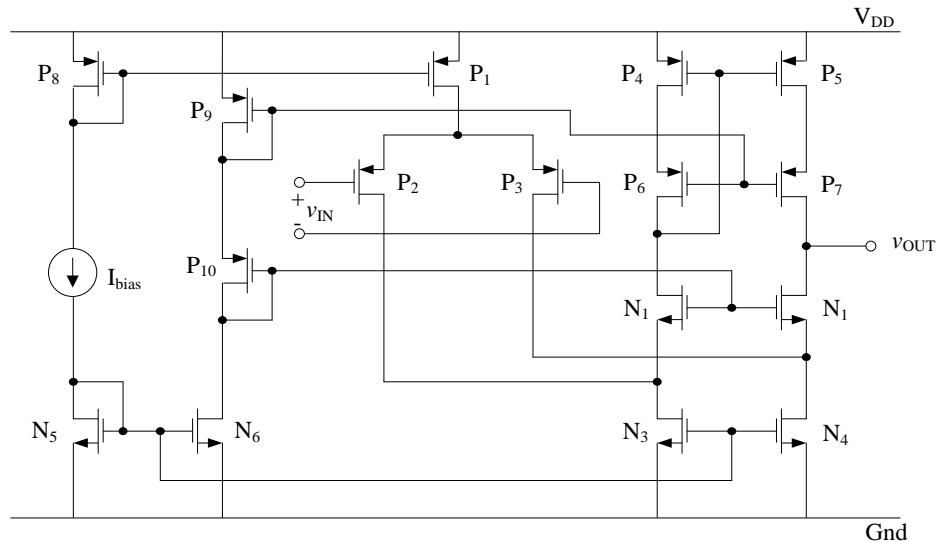 V_DD
P_8
P_1
P_4
P_5
P_9
P_2
P_3
P_6
P_7
+
v_IN
-
v_OUT
P_10
I_bias
N_1
N_1
N_5
N_6
N_3
N_4
Gnd